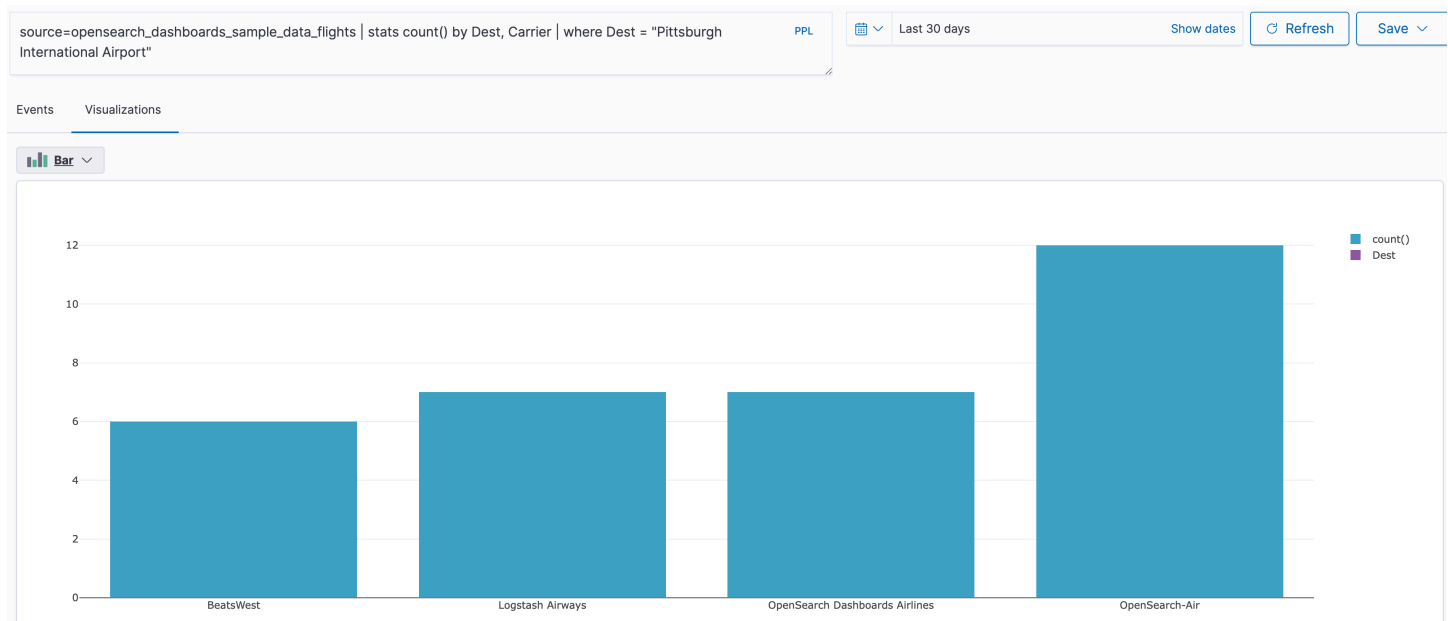 source=opensearch_dashboards_sample_data_flights | stats count() by Dest, Carrier | where Dest = "Pittsburgh
International Airport"
PPL
Last 30 days
Show dates
Refresh
Save
Events
Visualizations
Bar
12
10
8
6
4
2
0
BeatsWest
Logstash Airways
OpenSearch Dashboards Airlines
OpenSearch-Air
count()
Dest